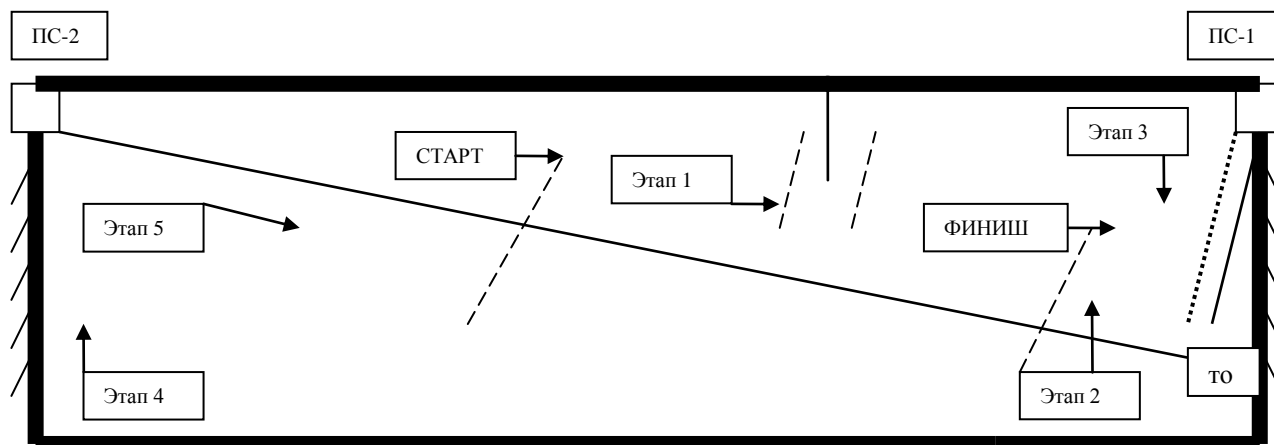 ПС-2
ПС-1
Этап 3
СТАРТ
Этап 1
Этап 5
ФИНИШ
Этап 4
Этап 2
ТО